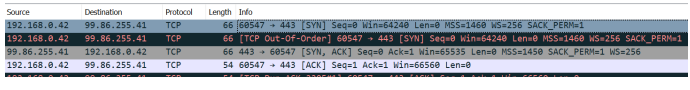 Source Destination Protocol Length Info
192.168.0.42 99.86.255.41 TCP 66 60547 → 443 [SYN] Seq=0 Win=64240 Len=0 MSS=1460 WS=256 SACK_PERM=1
192.168.0.42 99.86.255.41 TCP 66 [TCP Out-Of-Order] 60547 → 443 [SYN] Seq=0 Win=64240 Len=0 MSS=1460 WS=256 SACK_PERM=1
99.86.255.41 192.168.0.42 TCP 66 443 → 60547 [SYN, ACK] Seq=0 Ack=1 Win=65535 Len=0 MSS=1450 SACK_PERM=1 WS=256
192.168.0.42 99.86.255.41 TCP 54 60547 → 443 [ACK] Seq=1 Ack=1 Win=66560 Len=0